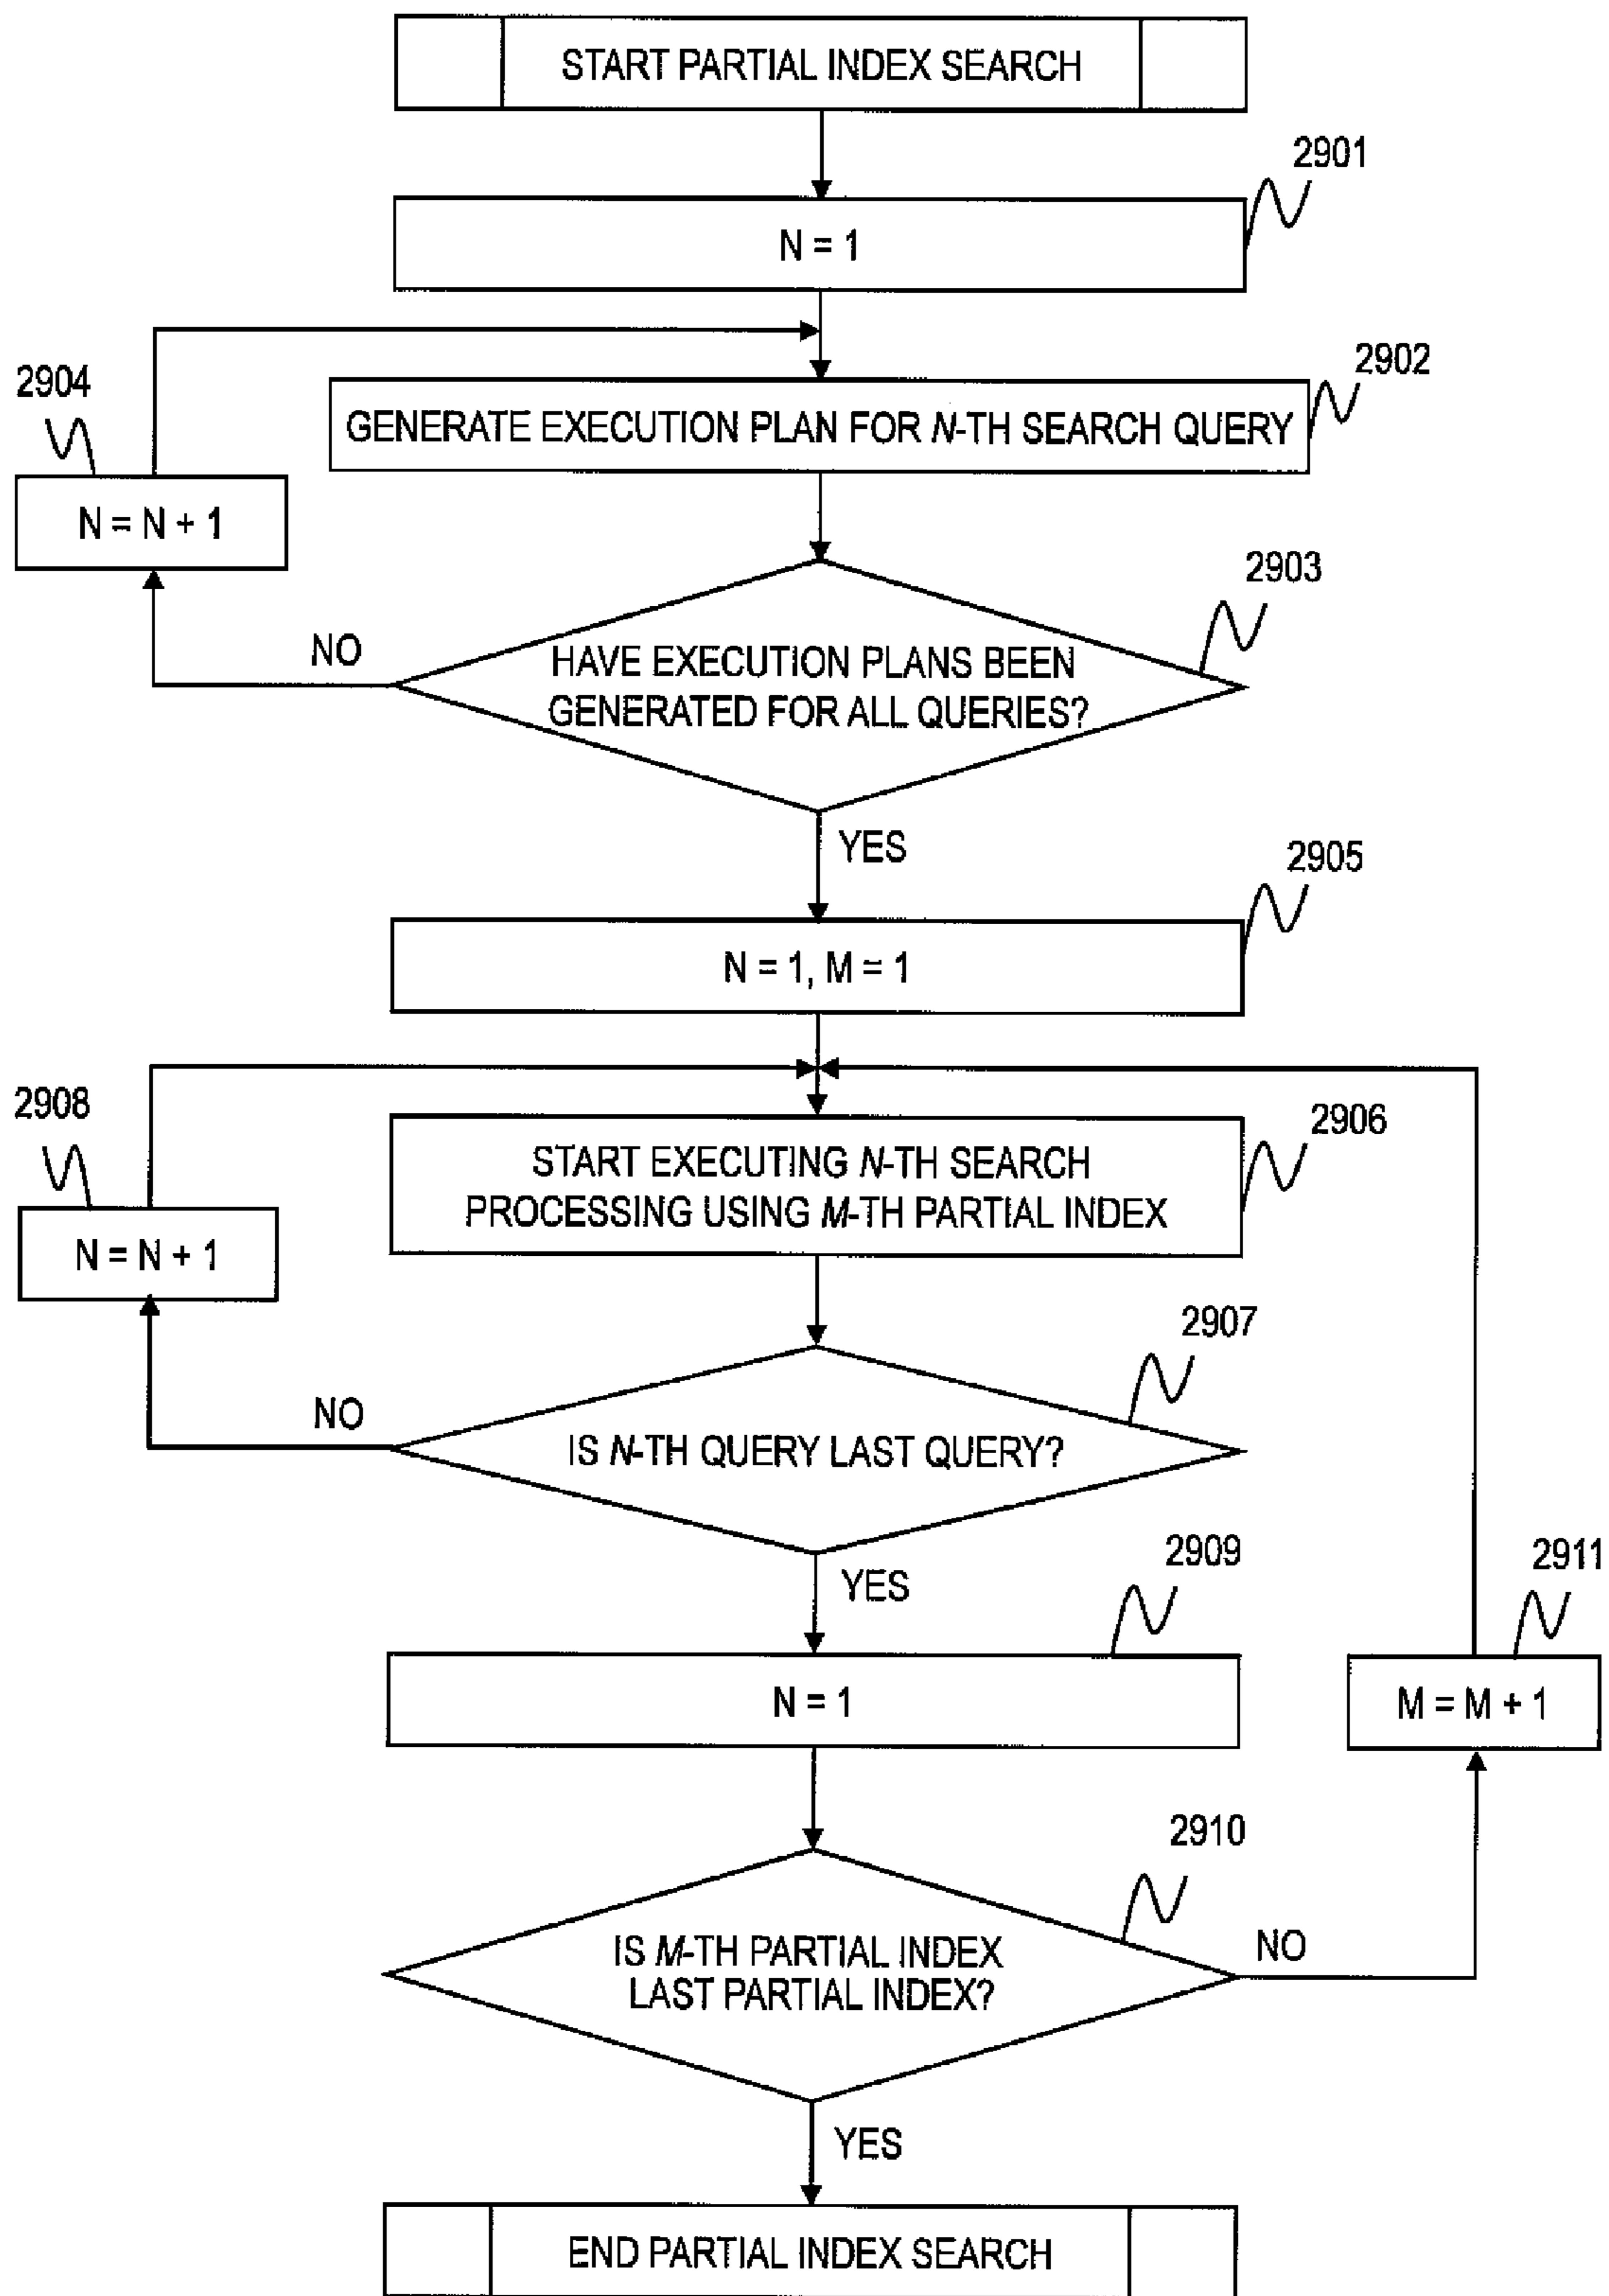 START PARTIAL INDEX SEARCH
2901
N = 1
2902
2904
GENERATE EXECUTION PLAN FOR N-TH SEARCH QUERY
N = N + 1
2903
NO
HAVE EXECUTION PLANS BEEN
GENERATED FOR ALL QUERIES?
YES
2905
N = 1, M = 1
2908
2906
START EXECUTING N-TH SEARCH
PROCESSING USING M-TH PARTIAL INDEX
N = N + 1
2907
NO
IS N-TH QUERY LAST QUERY?
2909
2911
YES
N = 1
M = M + 1
2910
IS M-TH PARTIAL INDEX
LAST PARTIAL INDEX?
NO
YES
END PARTIAL INDEX SEARCH